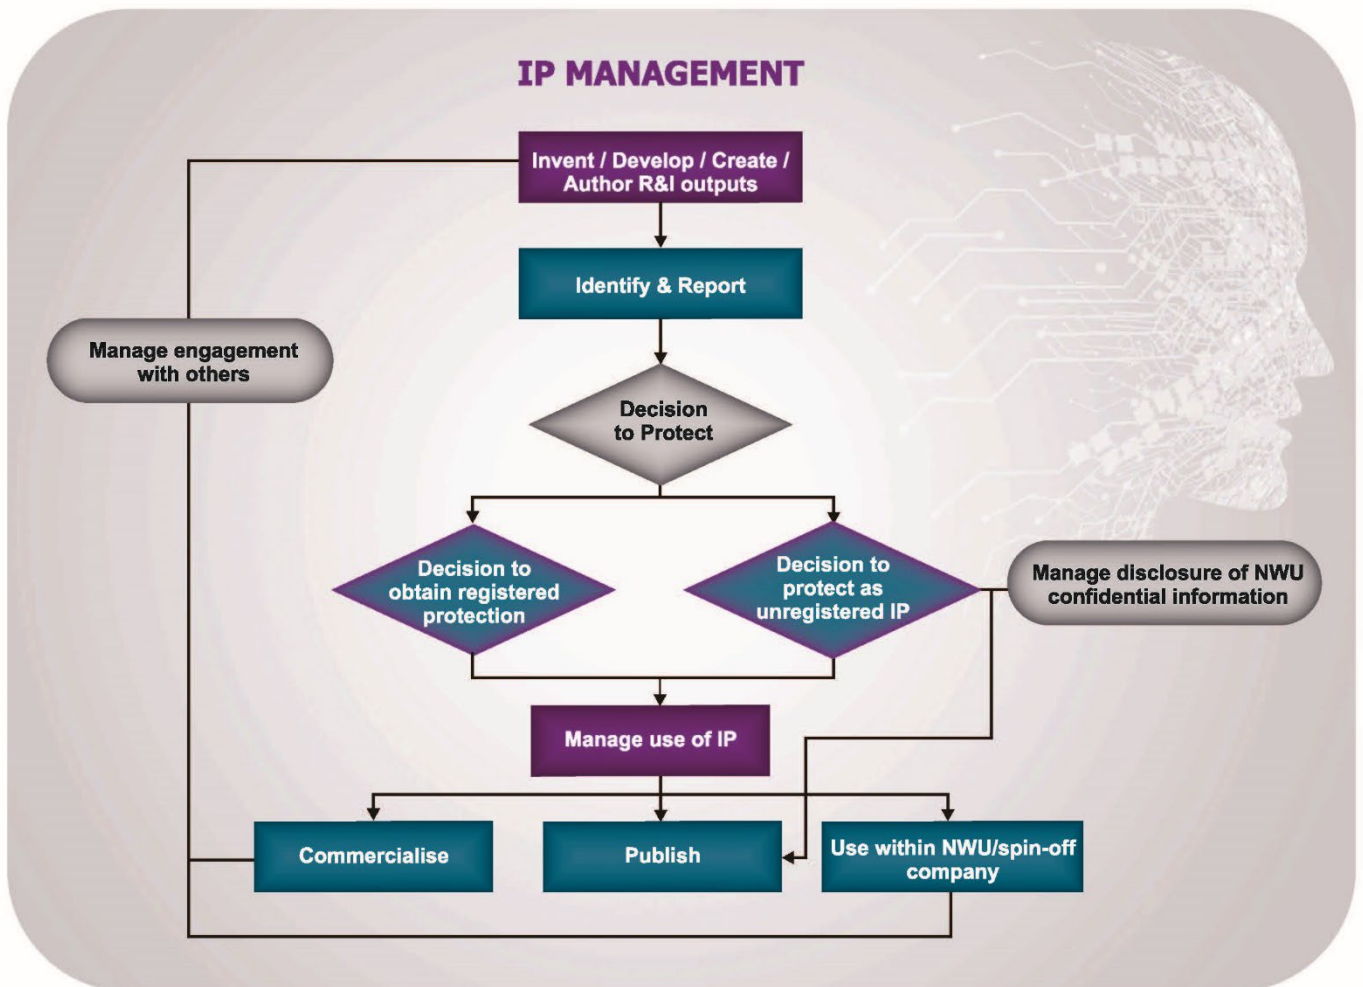 IP MANAGEMENT
Invent / Develop / Create /
Author R&I outputs
Identify & Report
Manage engagement
with others
Decision
to Protect
Decision to
obtain registered
protection
Decision to
protect as
unregistered IP
Manage disclosure of NWU
confidential information
Manage use of IP
Commercialise
Publish
Use within NWU/spin-off
company